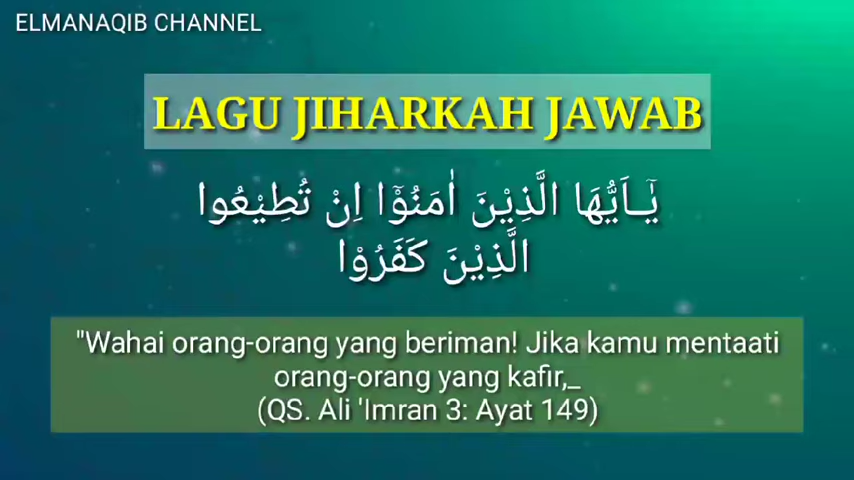 ELMANAQIB CHANNEL
LAGU JIHARKAH JAWAB
يٰٓـاَيُّهَا الَّذِيْنَ اٰمَنُوْۤا اِنْ تُطِيْعُوا
الَّذِيْنَ كَفَرُوْا
"Wahai orang-orang yang beriman! Jika kamu mentaati
orang-orang yang kafir,_
(QS. Ali 'Imran 3: Ayat 149)